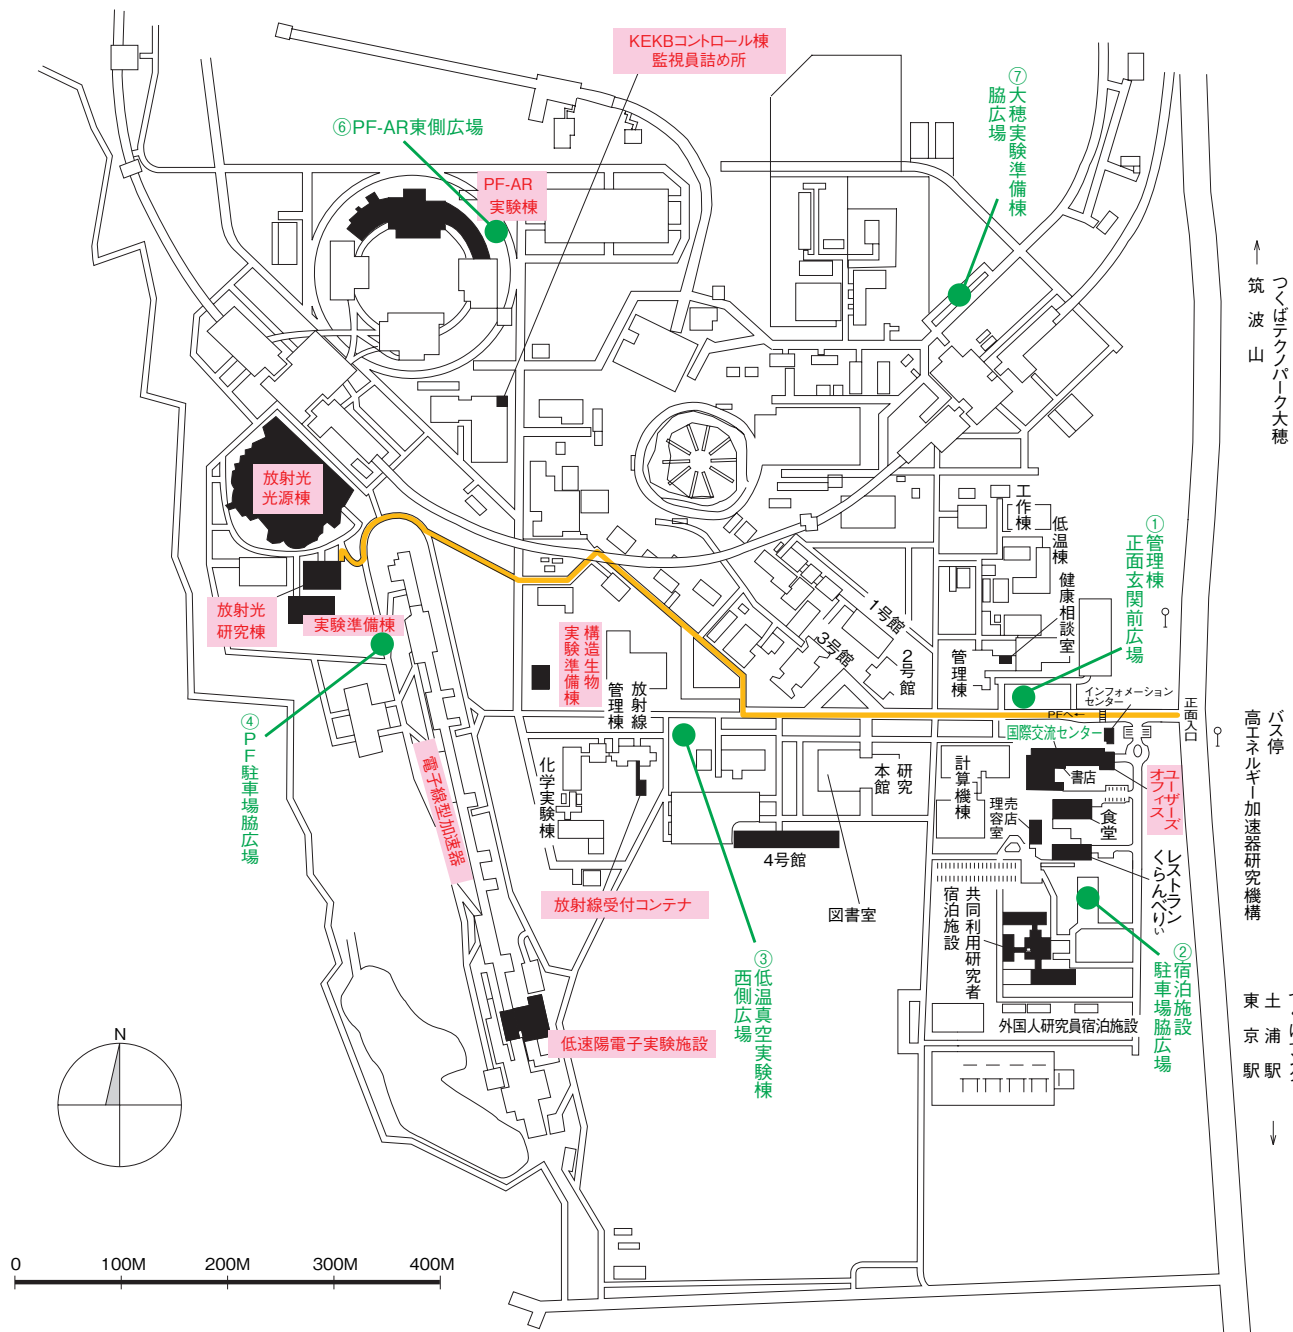 KEKBコントロール棟
監視員詰め所
⑥PF-AR東側広場
⑦大穂実験準備棟
脇広場
PF-AR
実験棟
つくばテクノパーク大穂
筑波山
放射光
光源棟
工作棟
低温棟
健康相談室
①管理棟
正面玄関前広場
放射光
研究棟
実験準備棟
構造生物
実験準備棟
放射線
管理棟
1号館
3号館
2号館
管理棟
インフォメーション
センター
PFへ←
正面入口
国際交流センター
バス停
高エネルギー加速器研究機構
④PF駐車場脇広場
電子線型加速器
化学実験棟
研究
本館
計算機棟
書店
ユーザーズ
オフィス
売店
理容室
食堂
4号館
レストラン
くらんべりぃ
放射線受付コンテナ
図書室
共同利用研究者
宿泊施設
③低温真空実験棟
西側広場
②宿泊施設
駐車場脇広場
低速陽電子実験施設
外国人研究員宿泊施設
土浦駅
東京駅
N
0 100M 200M 300M 400M